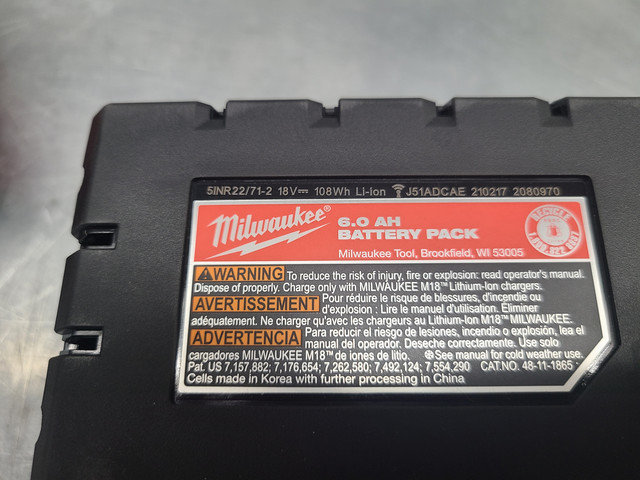 5INR22/71-2 18V⎓ 108Wh Li-ion J51ADCAE 210217 2080970
Milwaukee®
6.0 AH
BATTERY PACK
Milwaukee Tool, Brookfield, WI 53005
RECYCLE
1.800.822.8837
WARNING To reduce the risk of injury, fire or explosion: read operator's manual.
Dispose of properly. Charge only with MILWAUKEE M18™ Lithium-Ion chargers.
AVERTISSEMENT Pour réduire le risque de blessures, d'incendie ou
d'explosion : Lire le manuel d'utilisation. Éliminer
adéquatement. Ne charger qu'avec les chargeurs au Lithium-Ion M18™ MILWAUKEE.
ADVERTENCIA Para reducir el riesgo de lesiones, incendio o explosión, lea el
manual del operador. Deseche correctamente. Use solo
cargadores MILWAUKEE M18™ de iones de litio. See manual for cold weather use.
Pat. US 7,157,882; 7,176,654; 7,262,580; 7,492,124; 7,554,290 CAT.NO. 48-11-1865
Cells made in Korea with further processing in China